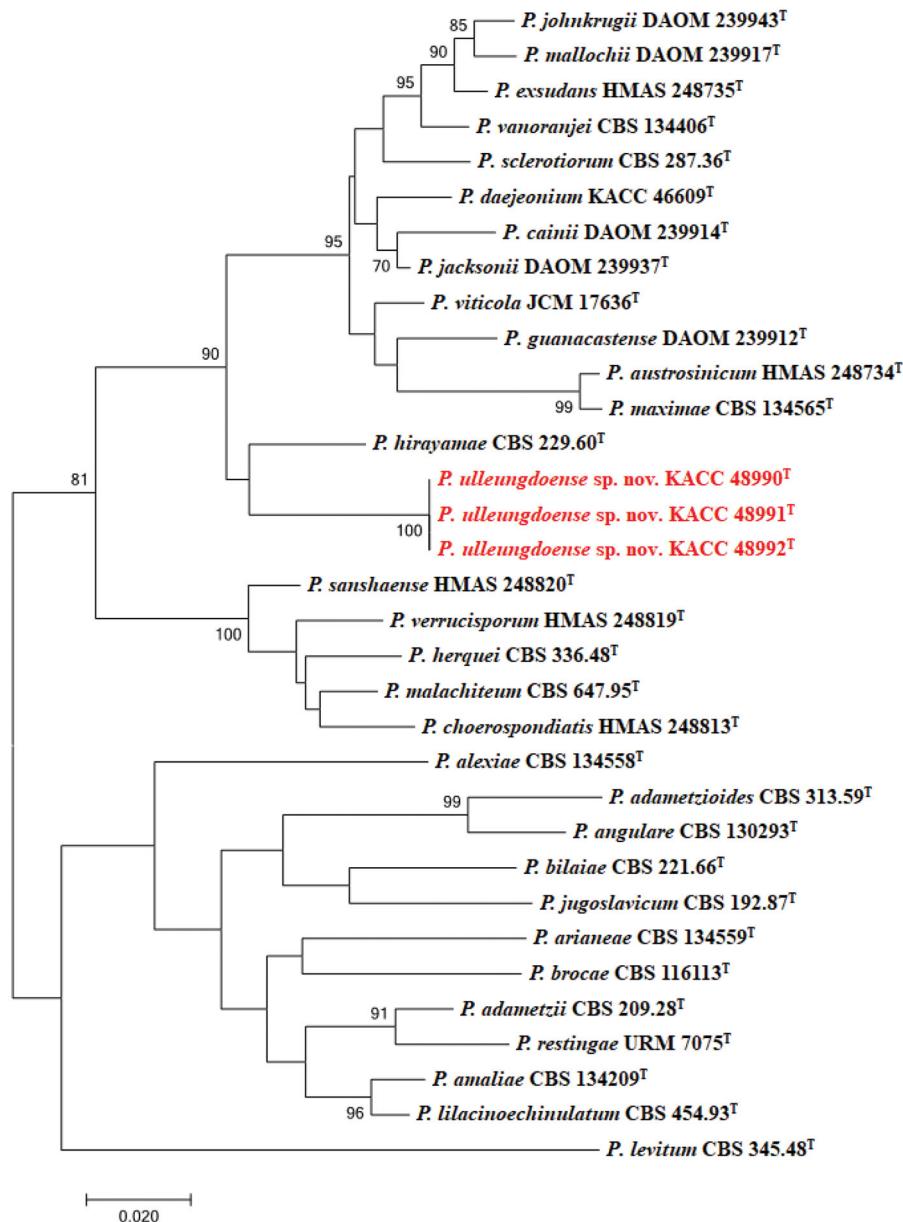 P. johnkrugii DAOM 239943T
85
P. mallochii DAOM 239917T
90
P. exsudans HMAS 248735T
95
P. vanoranjei CBS 134406T
P. sclerotiorum CBS 287.36T
P. daejeonium KACC 46609T
P. cainii DAOM 239914T
95
70
P. jacksonii DAOM 239937T
P. viticola JCM 17636T
P. guanacastense DAOM 239912T
90
P. austrosinicum HMAS 248734T
99
P. maximae CBS 134565T
P. hirayamae CBS 229.60T
81
P. ulleungdoense sp. nov. KACC 48990T
P. ulleungdoense sp. nov. KACC 48991T
100
P. ulleungdoense sp. nov. KACC 48992T
P. sanshaense HMAS 248820T
P. verrucisporum HMAS 248819T
100
P. herquei CBS 336.48T
P. malachiteum CBS 647.95T
P. choerospondiatis HMAS 248813T
P. alexiae CBS 134558T
P. adametzioides CBS 313.59T
99
P. angulare CBS 130293T
P. bilaiae CBS 221.66T
P. jugoslavicum CBS 192.87T
P. arianeae CBS 134559T
P. brocae CBS 116113T
P. adametzii CBS 209.28T
91
P. restingae URM 7075T
P. amaliae CBS 134209T
96
P. lilacinoechinulatum CBS 454.93T
P. levitum CBS 345.48T
0.020